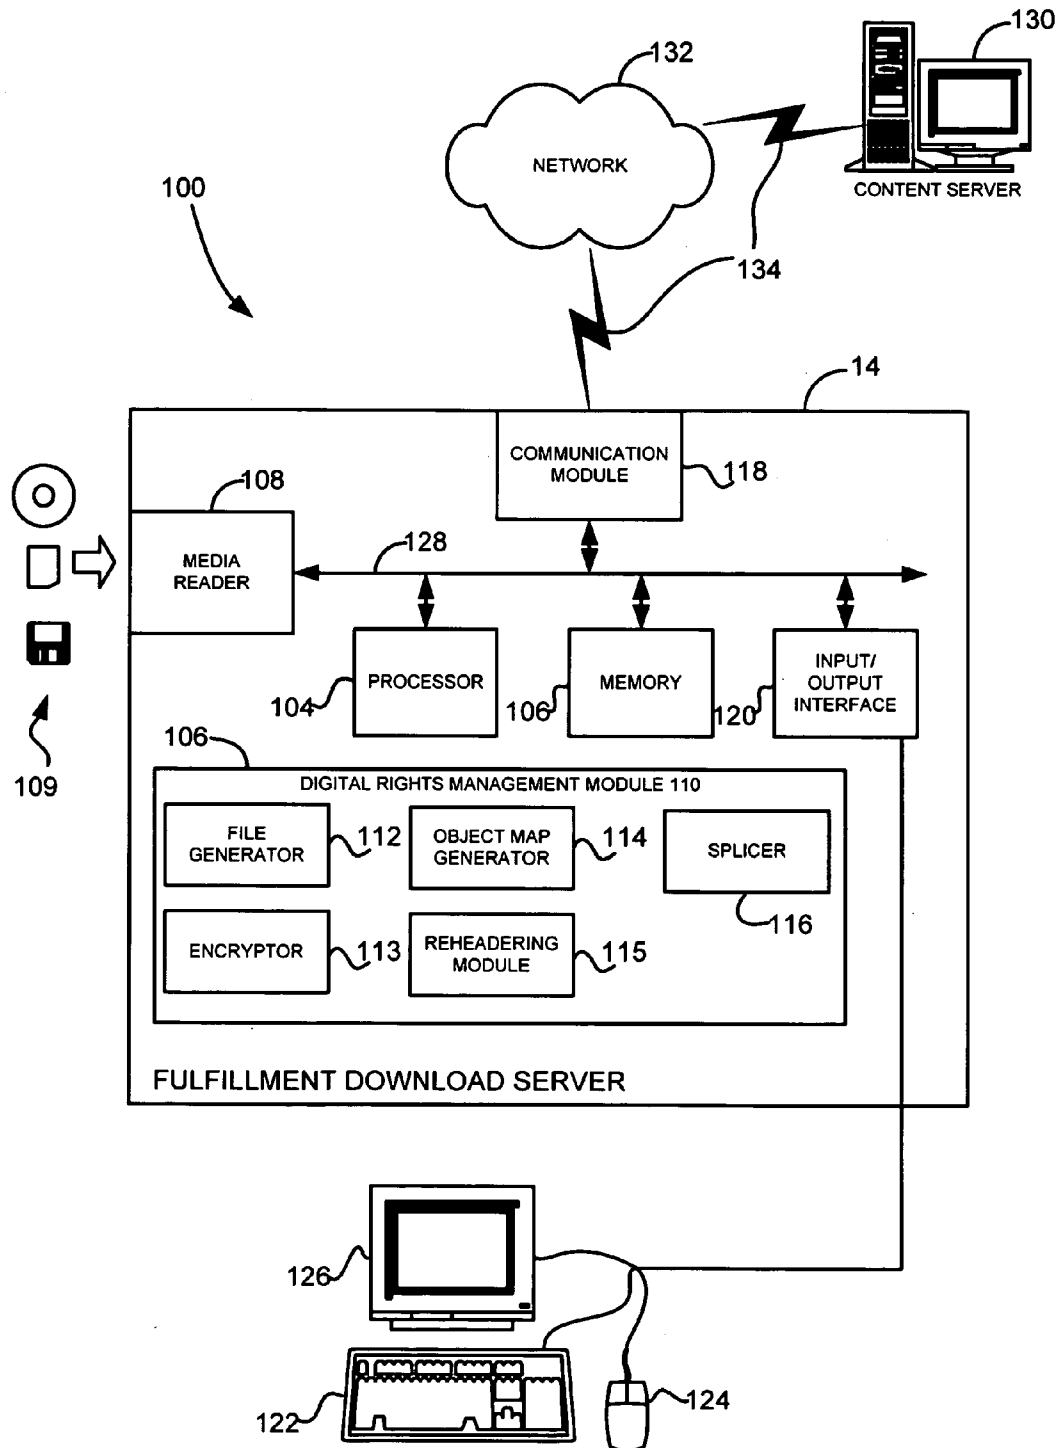 130
132
NETWORK
CONTENT SERVER
100
134
14
COMMUNICATION
MODULE
118
108
128
MEDIA
READER
PROCESSOR
104
MEMORY
106
INPUT/
OUTPUT
INTERFACE
120
109
106
DIGITAL RIGHTS MANAGEMENT MODULE 110
FILE
GENERATOR
112
OBJECT MAP
GENERATOR
114
SPLICER
116
ENCRYPTOR
113
REHEADERING
MODULE
115
FULFILLMENT DOWNLOAD SERVER
126
122
124